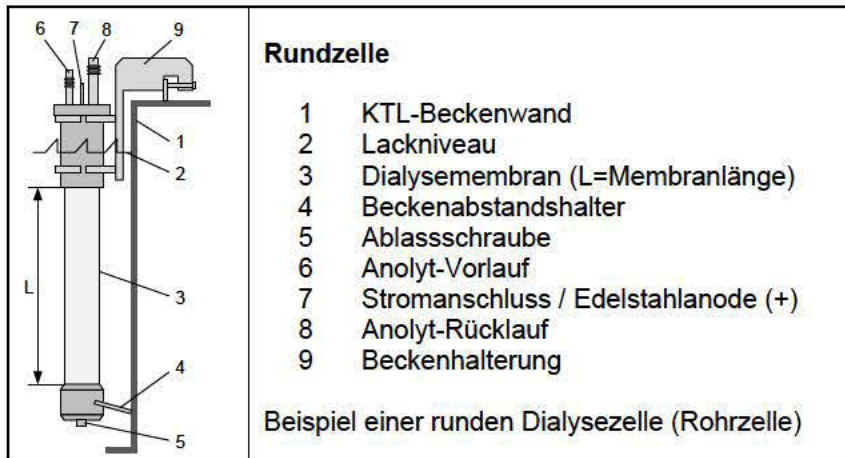 6 7 8 9
1
2
L
3
4
5
Rundzelle
1 KTL-Beckenwand
2 Lackniveau
3 Dialysemembran (L=Membranlänge)
4 Beckenabstandshalter
5 Ablassschraube
6 Anolyt-Vorlauf
7 Stromanschluss / Edelstahlanode (+)
8 Anolyt-Rücklauf
9 Beckenhalterung
Beispiel einer runden Dialysezelle (Rohrzelle)